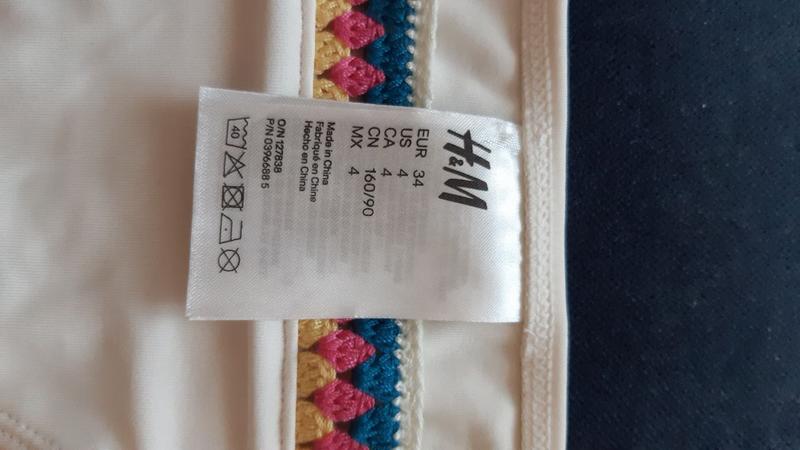 H&M
EUR 34
US 4
CA 4
CN 160/90
MX 4
Made in China
Fabriqué en Chine
Hecho en China
O/N 127838
P/N 0396688 5
40